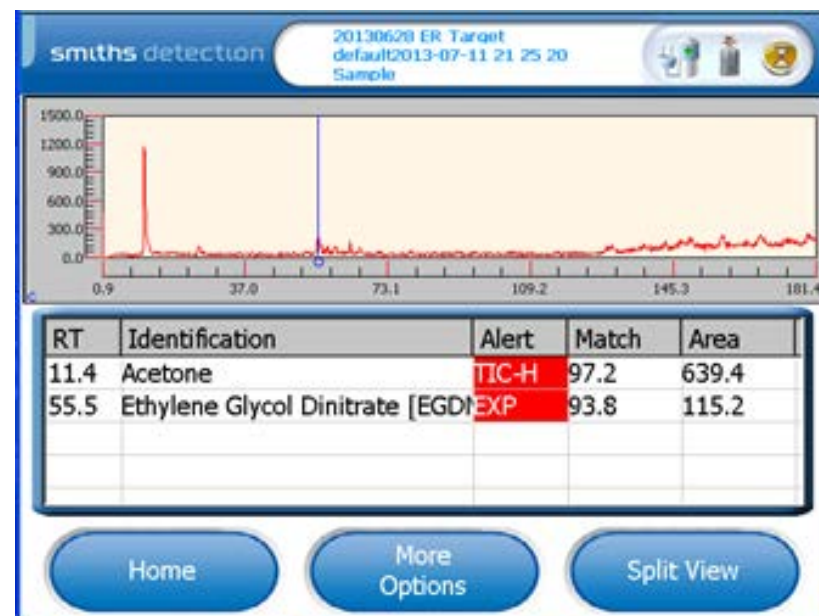 smiths detection
20130628 ER Target
default2013-07-11 21 25 20
Sample
1500.0
1200.0
900.0
600.0
300.0
0.0
0.9 37.0 73.1 109.2 145.3 181.4
RT Identification Alert Match Area
11.4 Acetone TIC-H 97.2 639.4
55.5 Ethylene Glycol Dinitrate [EGDN EXP 93.8 115.2
Home
More
Options
Split View